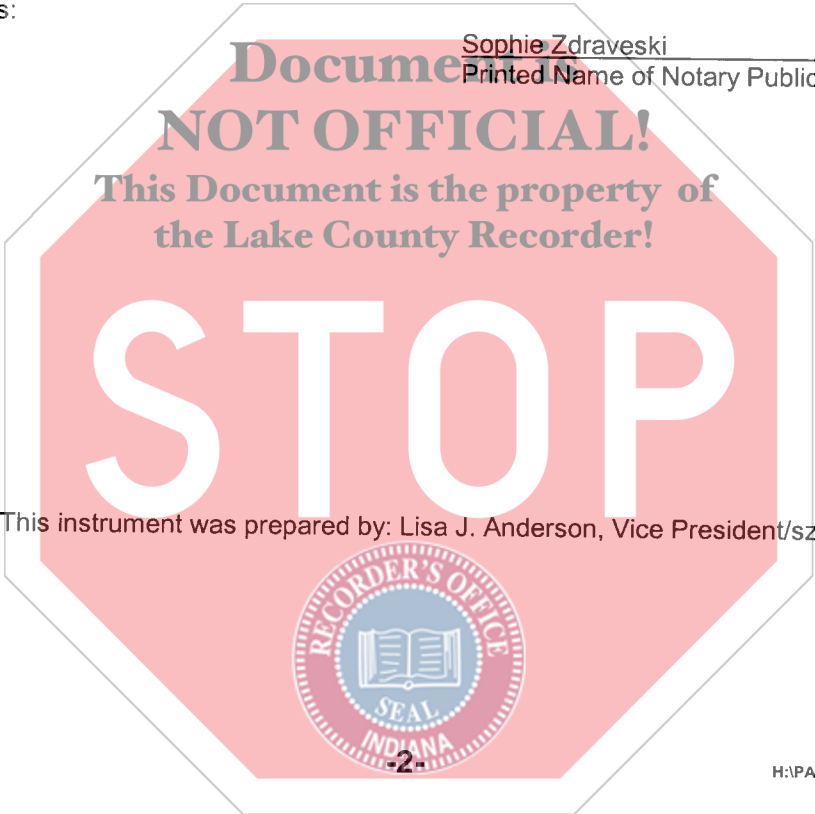 s:
Sophie Zdraveski
Document is
Printed Name of Notary Public
NOT OFFICIAL!
This Document is the property of
the Lake County Recorder!
STOP
This instrument was prepared by: Lisa J. Anderson, Vice President/sz
RECORDER'S OFFICE
SEAL
INDIANA
-2-
H:\PA